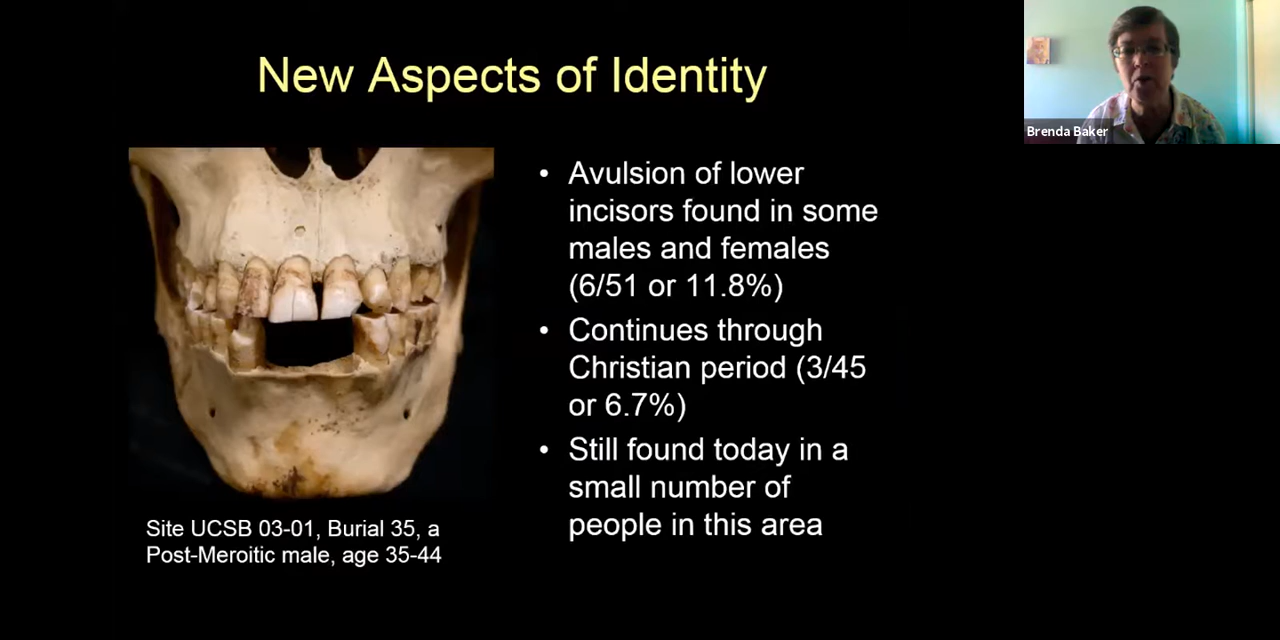 New Aspects of Identity
Brenda Baker
• Avulsion of lower
incisors found in some
males and females
(6/51 or 11.8%)
• Continues through
Christian period (3/45
or 6.7%)
• Still found today in a
small number of
people in this area
Site UCSB 03-01, Burial 35, a
Post-Meroitic male, age 35-44